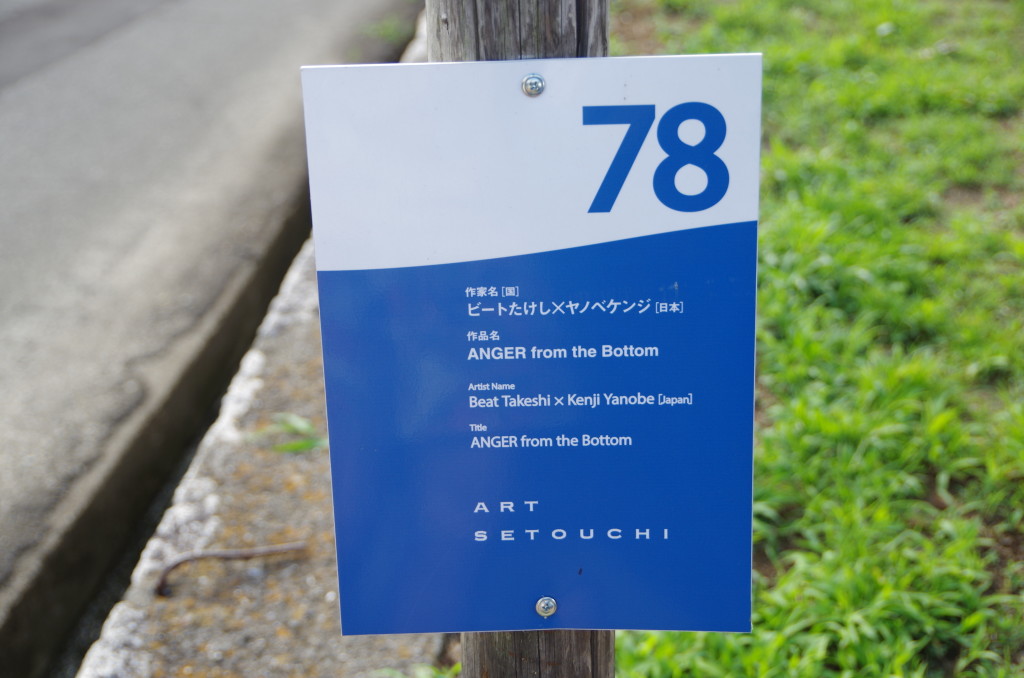 78
作家名 [国]
ビートたけし×ヤノベケンジ [日本]
作品名
ANGER from the Bottom
Artist Name
Beat Takeshi × Kenji Yanobe [Japan]
Title
ANGER from the Bottom
ART
SETOUCHI